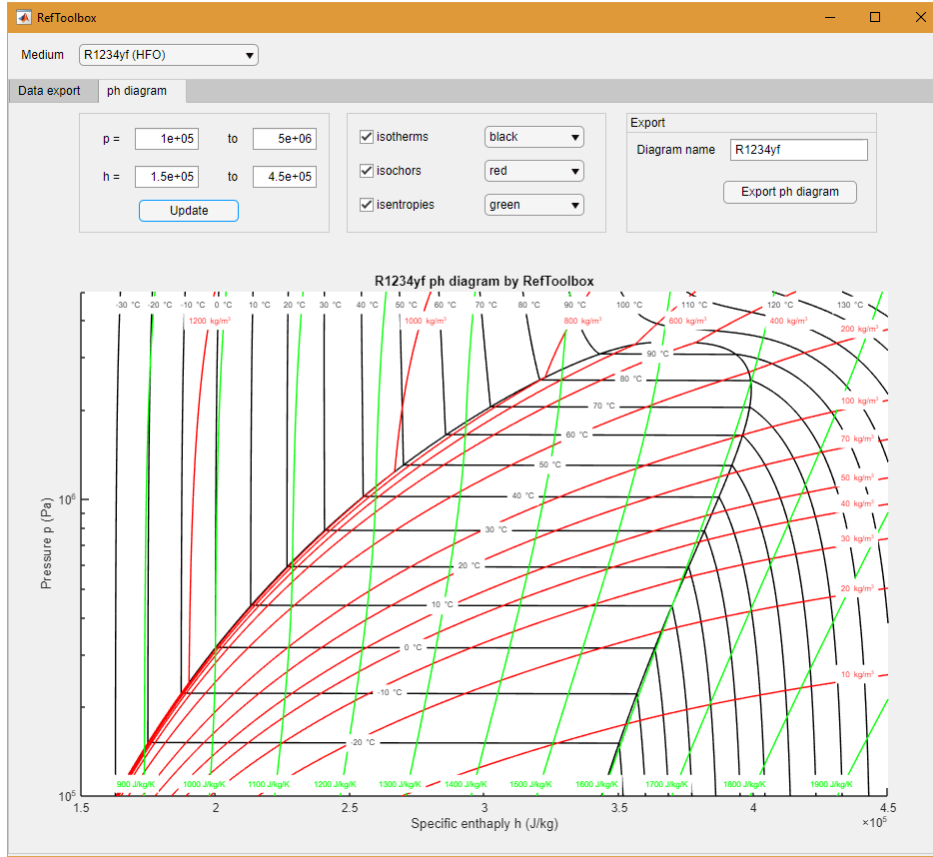 RefToolbox
Medium R1234yf (HFO)
Data export ph diagram
p = 1e+05 to 5e+06
h = 1.5e+05 to 4.5e+05
Update
isotherms black
isochors red
isentropies green
Export
Diagram name R1234yf
Export ph diagram
R1234yf ph diagram by RefToolbox
-30 °C -20 °C -10 °C 0 °C 10 °C 20 °C 30 °C 40 °C 50 °C 60 °C 70 °C 80 °C 90 °C 100 °C 110 °C 120 °C 130 °C
1200 kg/m³ 1000 kg/m³ 800 kg/m³ 600 kg/m³ 400 kg/m³
200 kg/m³
90 °C
80 °C
100 kg/m³
70 °C
60 °C
70 kg/m³
50 °C
50 kg/m³
40 °C
40 kg/m³
30 °C
30 kg/m³
20 °C
20 kg/m³
10 °C
0 °C
10 kg/m³
-10 °C
-20 °C
900 J/kg/K 1000 J/kg/K 1100 J/kg/K 1200 J/kg/K 1300 J/kg/K 1400 J/kg/K 1500 J/kg/K 1600 J/kg/K 1700 J/kg/K 1800 J/kg/K 1900 J/kg/K
10⁶
10⁵
Pressure p (Pa)
1.5 2 2.5 3 3.5 4 4.5
×10⁵
Specific enthaply h (J/kg)